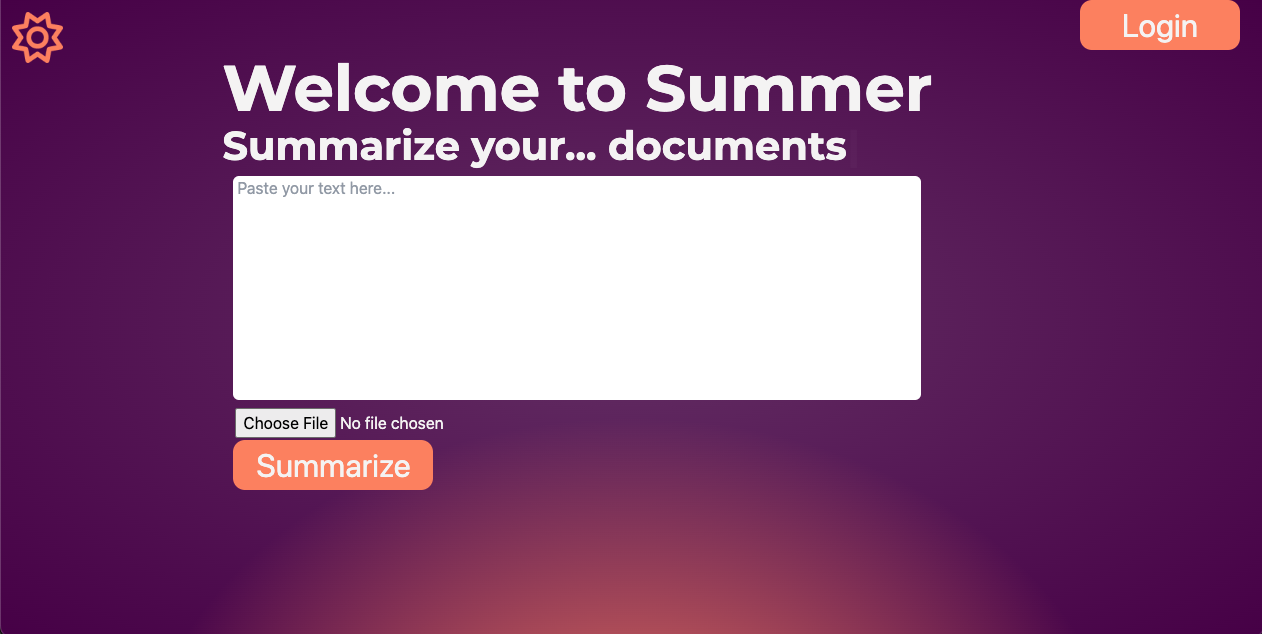 Login
Welcome to Summer
Summarize your... documents
Paste your text here...
Choose File No file chosen
Summarize